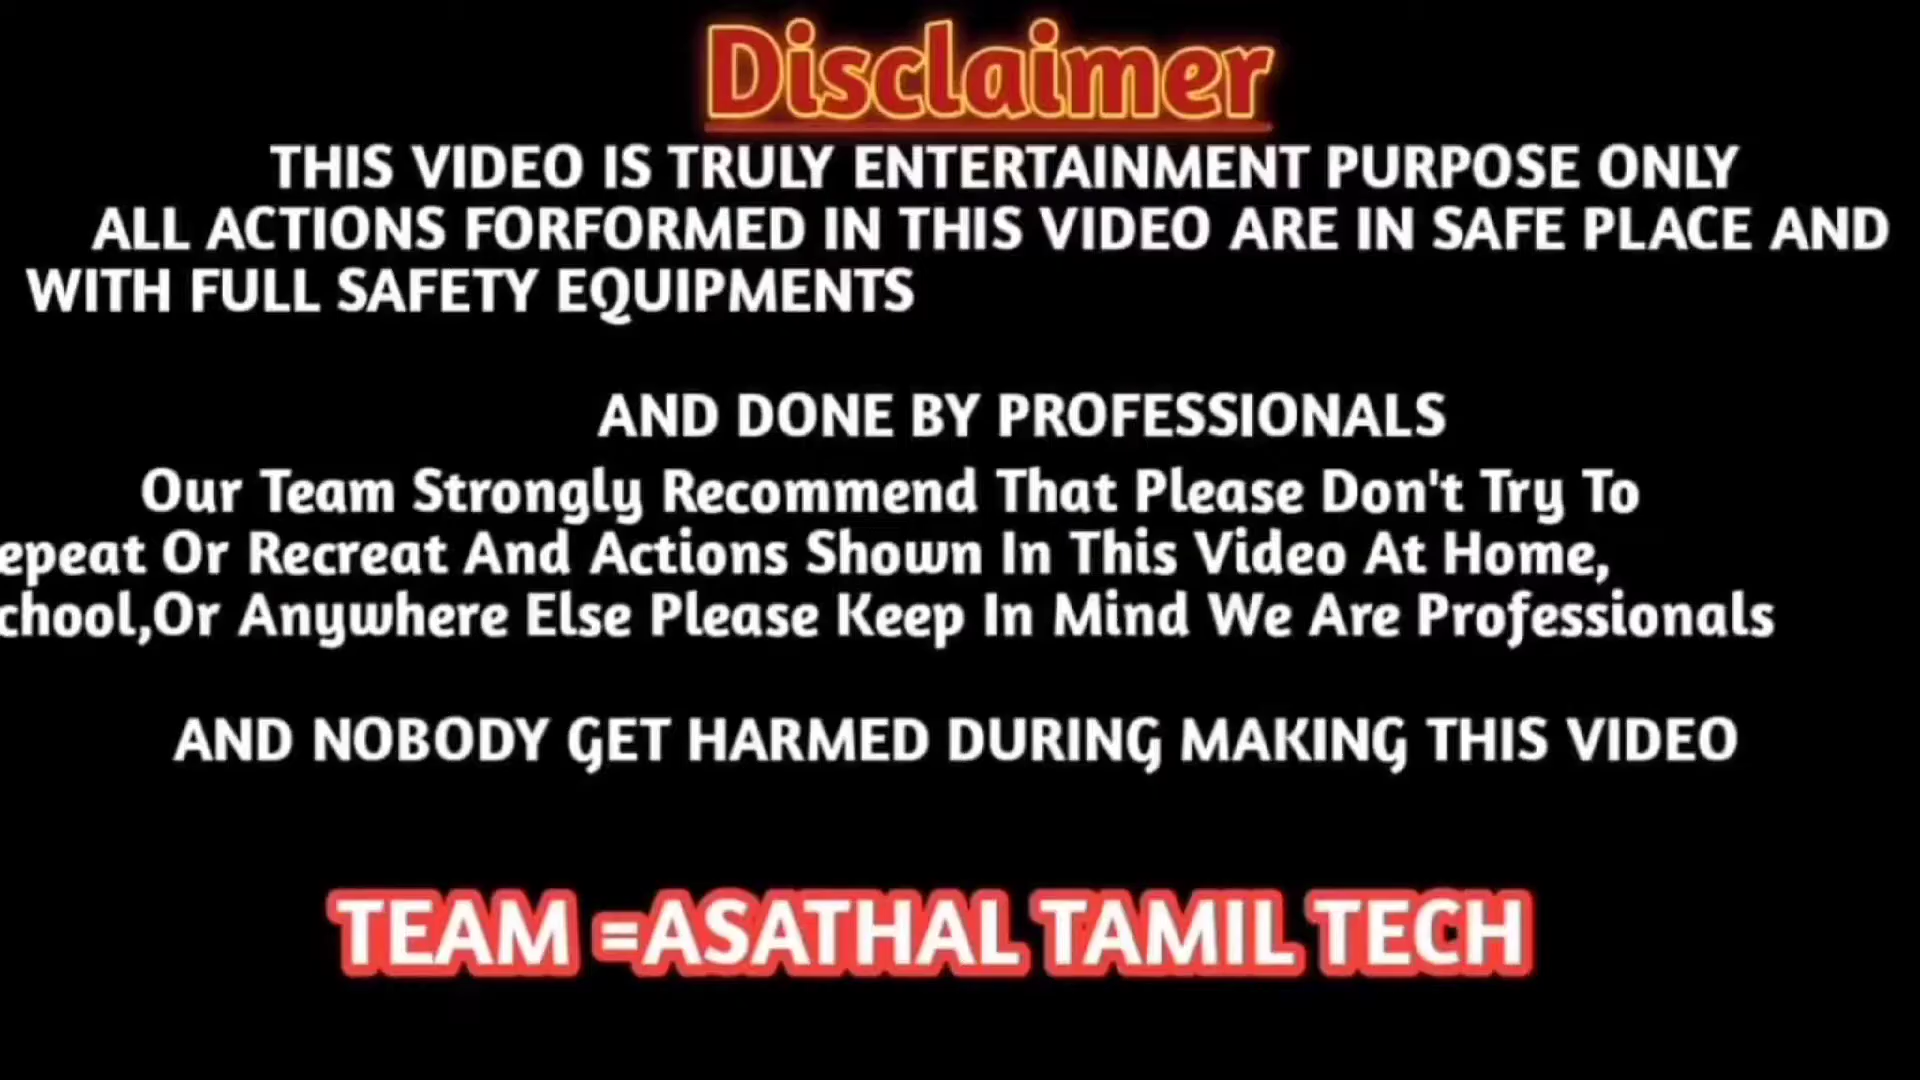 Disclaimer
THIS VIDEO IS TRULY ENTERTAINMENT PURPOSE ONLY
ALL ACTIONS FORFORMED IN THIS VIDEO ARE IN SAFE PLACE AND
WITH FULL SAFETY EQUIPMENTS
AND DONE BY PROFESSIONALS
Our Team Strongly Recommend That Please Don't Try To
epeat Or Recreat And Actions Shown In This Video At Home,
chool,Or Anywhere Else Please Keep In Mind We Are Professionals
AND NOBODY GET HARMED DURING MAKING THIS VIDEO
TEAM =ASATHAL TAMIL TECH